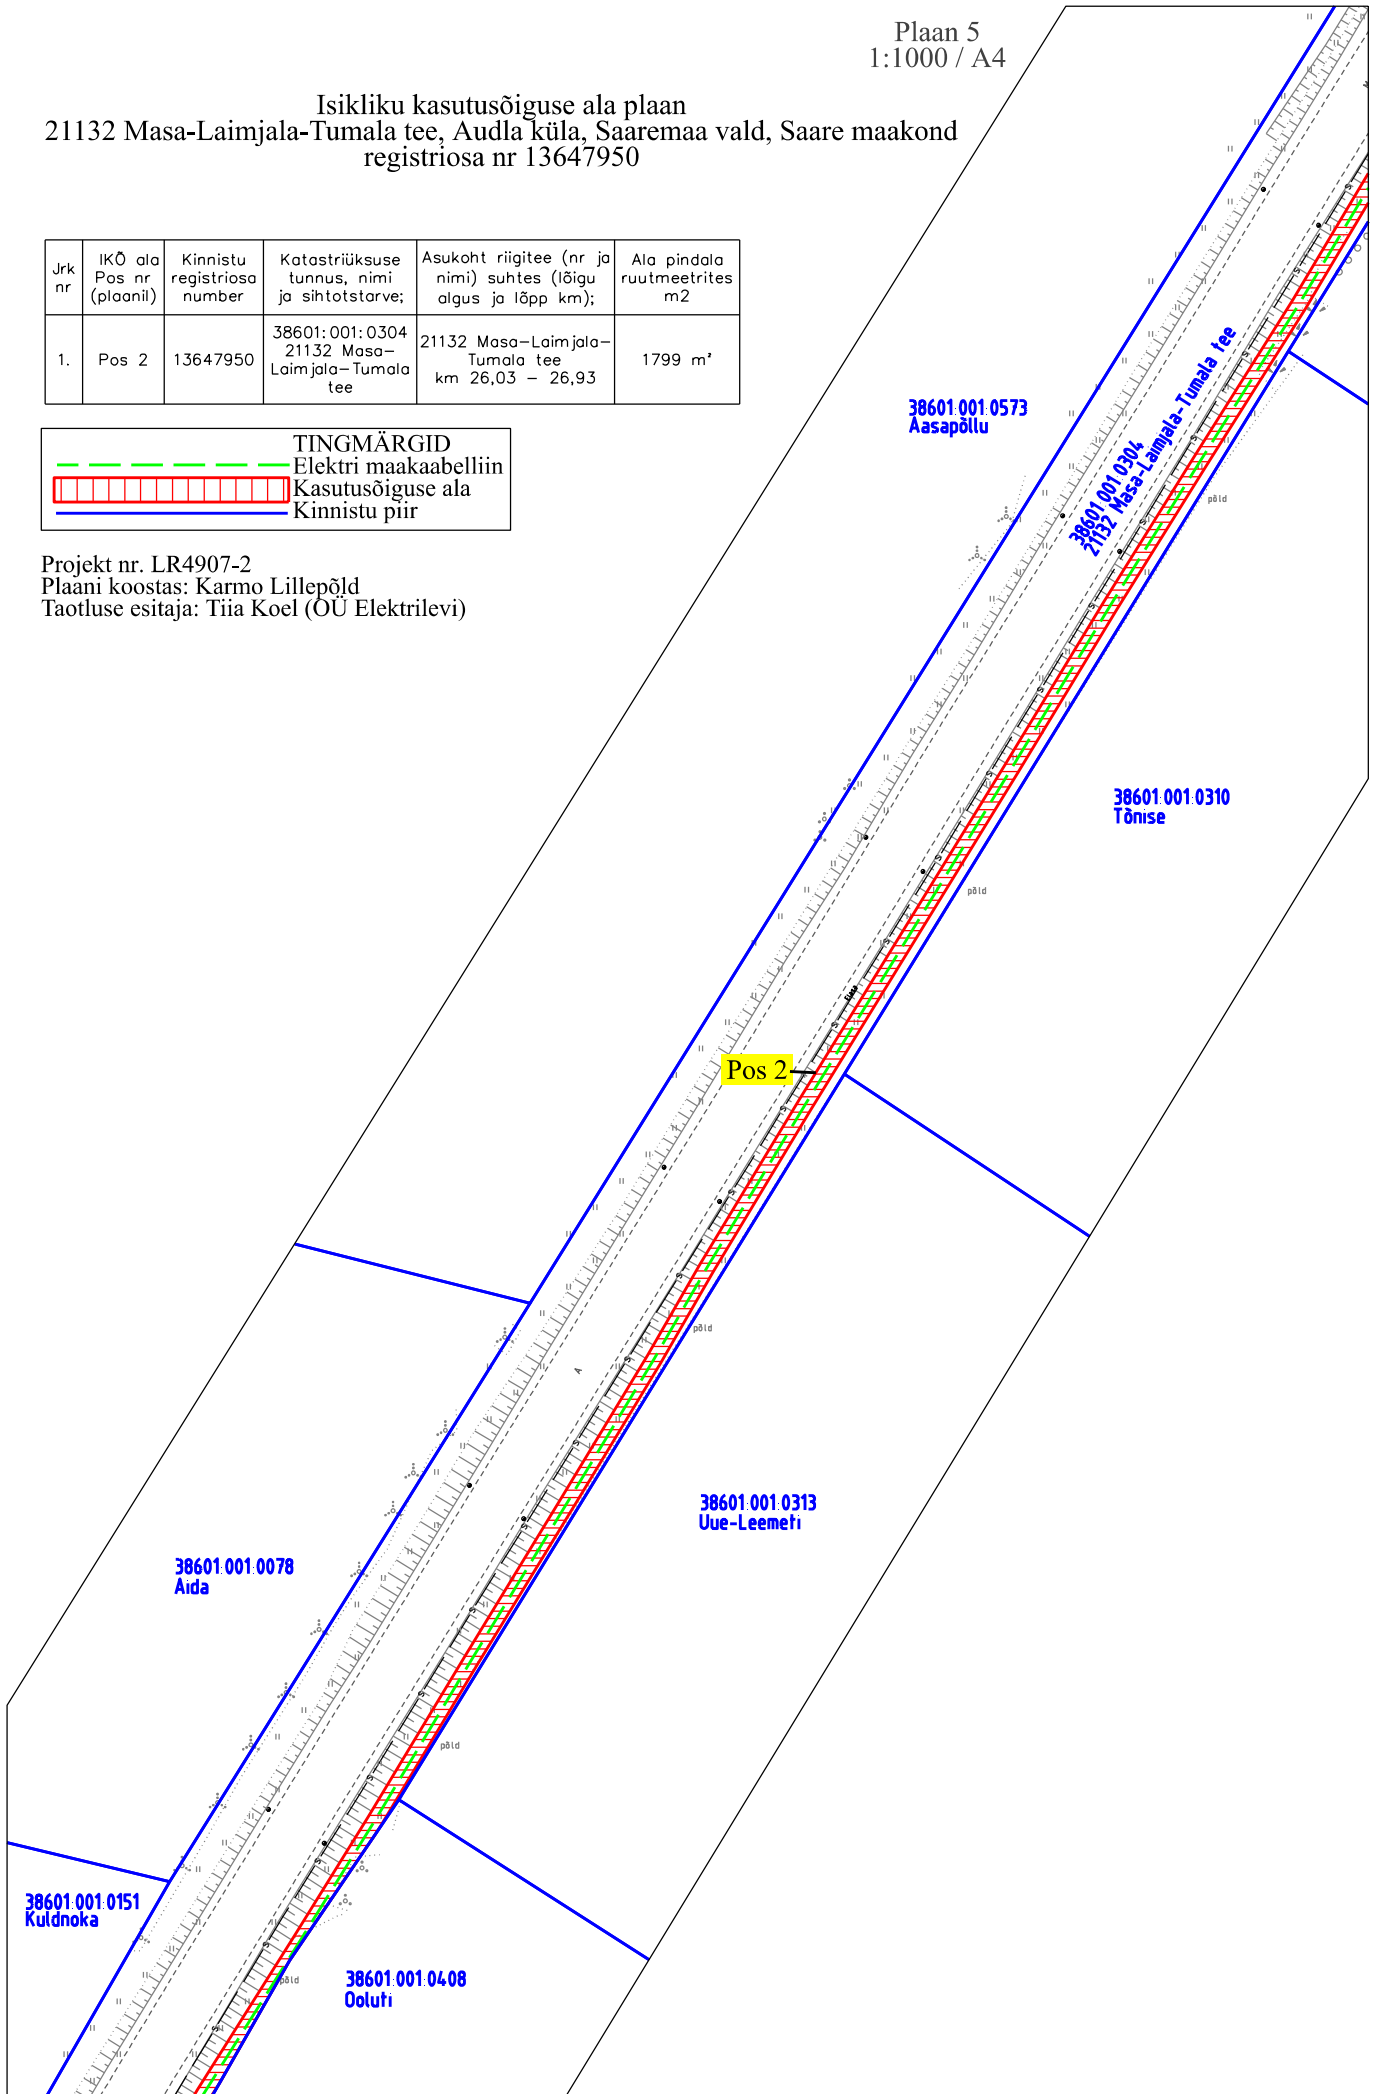 Plaan 5
1:1000 / A4
Isikliku kasutusõiguse ala plaan
21132 Masa-Laimjala-Tumala tee, Audla küla, Saaremaa vald, Saare maakond
registriosa nr 13647950
Jrk
nr
IKÕ ala
Pos nr
(plaanil)
Kinnistu
registriosa
number
Katastriüksuse
tunnus, nimi
ja sihtotstarve;
Asukoht riigitee (nr ja
nimi) suhtes (lõigu
algus ja lõpp km);
Ala pindala
ruutmeetrites
m2
1.
Pos 2
13647950
38601:001:0304
21132 Masa-
Laimjala-Tumala
tee
21132 Masa-Laimjala-
Tumala tee
km 26,03 - 26,93
1799 m²
TINGMÄRGID
Elektri maakaabelliin
Kasutusõiguse ala
Kinnistu piir
Projekt nr. LR4907-2
Plaani koostas: Karmo Lillepõld
Taotluse esitaja: Tiia Koel (OÜ Elektrilevi)
38601:001:0573
Aasapõllu
38601:001:0304
21132 Masa-Laimjala-Tumala tee
põld
38601:001:0310
Tõnise
põld
Pos 2
põld
A
38601:001:0313
Uue-Leemeti
38601:001:0078
Aida
põld
38601:001:0151
Kuldnoka
põld
38601:001:0408
Ooluti